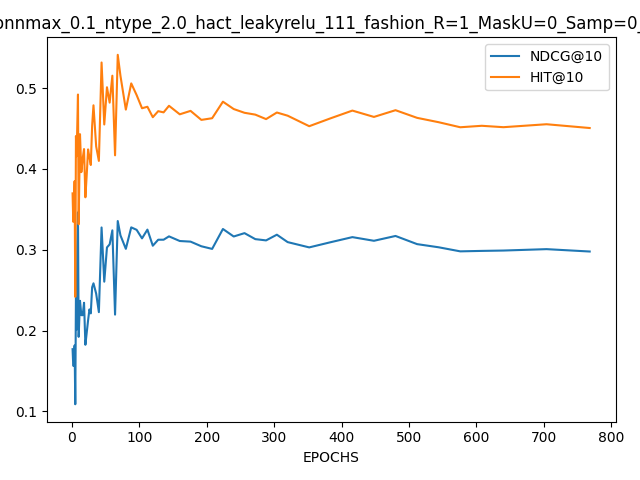 onnmax_0.1_ntype_2.0_hact_leakyrelu_111_fashion_R=1_MaskU=0_Samp=0_
NDCG@10
HIT@10
0.5
0.4
0.3
0.2
0.1
0 100 200 300 400 500 600 700 800
EPOCHS